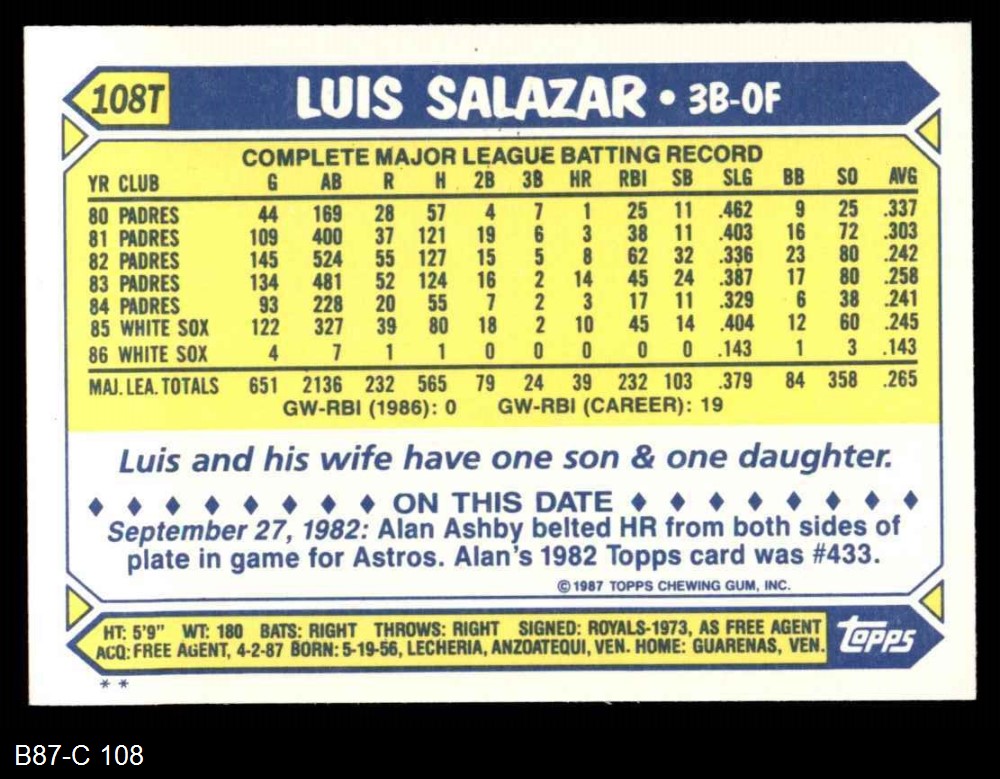 108T LUIS SALAZAR • 3B-OF
COMPLETE MAJOR LEAGUE BATTING RECORD
YR CLUB G AB R H 2B 3B HR RBI SB SLG BB SO AVG
80 PADRES 44 169 28 57 4 7 1 25 11 .462 9 25 .337
81 PADRES 109 400 37 121 19 6 3 38 11 .403 16 72 .303
82 PADRES 145 524 55 127 15 5 8 62 32 .336 23 80 .242
83 PADRES 134 481 52 124 16 2 14 45 24 .387 17 80 .258
84 PADRES 93 228 20 55 7 2 3 17 11 .329 6 38 .241
85 WHITE SOX 122 327 39 80 18 2 10 45 14 .404 12 60 .245
86 WHITE SOX 4 7 1 1 0 0 0 0 0 .143 1 3 .143
MAJ. LEA. TOTALS 651 2136 232 565 79 24 39 232 103 .379 84 358 .265
GW-RBI (1986): 0 GW-RBI (CAREER): 19
Luis and his wife have one son & one daughter.
♦ ♦ ♦ ♦ ♦ ♦ ♦ ♦ ON THIS DATE ♦ ♦ ♦ ♦ ♦ ♦ ♦ ♦
September 27, 1982: Alan Ashby belted HR from both sides of
plate in game for Astros. Alan's 1982 Topps card was #433.
© 1987 TOPPS CHEWING GUM, INC.
HT: 5'9" WT: 180 BATS: RIGHT THROWS: RIGHT SIGNED: ROYALS-1973, AS FREE AGENT
ACQ: FREE AGENT, 4-2-87 BORN: 5-19-56, LECHERIA, ANZOATEQUI, VEN. HOME: GUARENAS, VEN.
topps
* *
B87-C 108